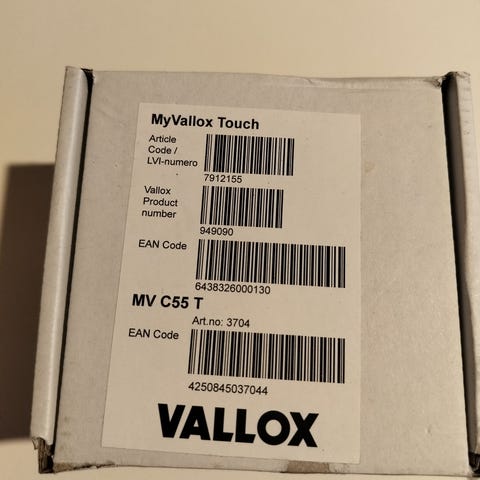 MyVallox Touch
Article
Code /
LVI-numero
7912155
Vallox
Product
number
949090
EAN Code
6438326000130
MV C55 T
Art.no: 3704
EAN Code
4250845037044
VALLOX